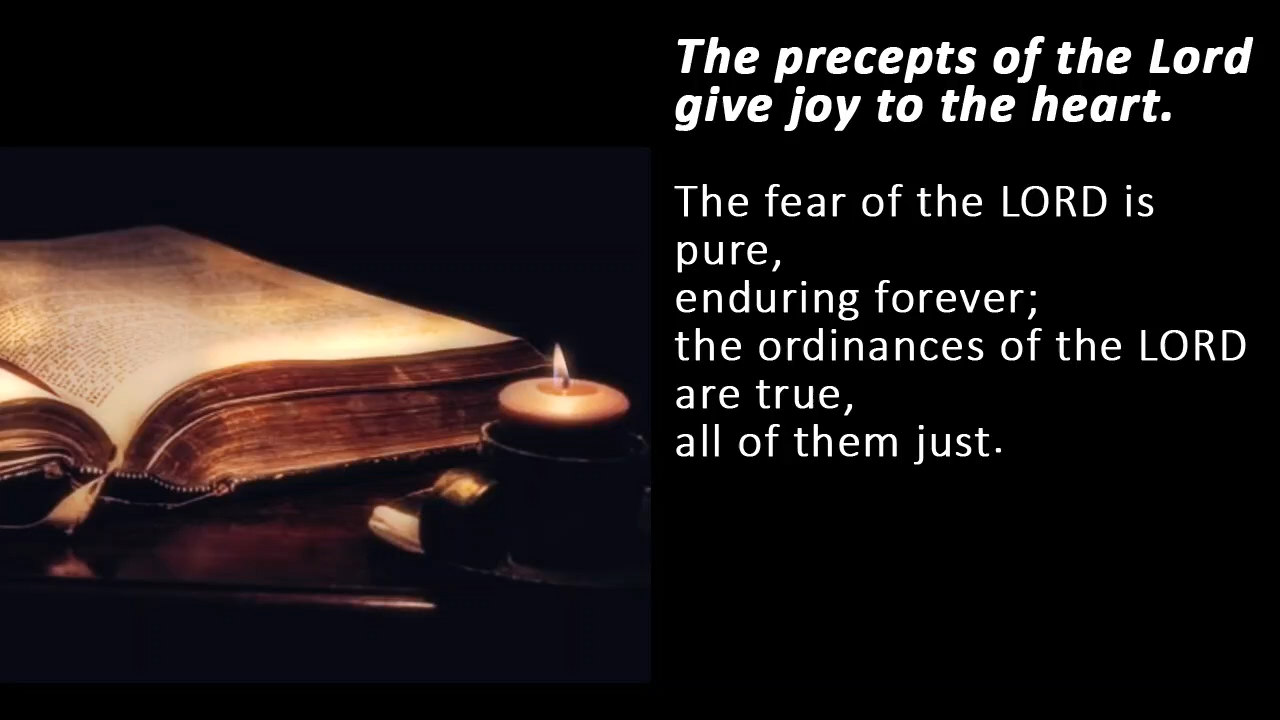 The precepts of the Lord
give joy to the heart.
The fear of the LORD is
pure,
enduring forever;
the ordinances of the LORD
are true,
all of them just.